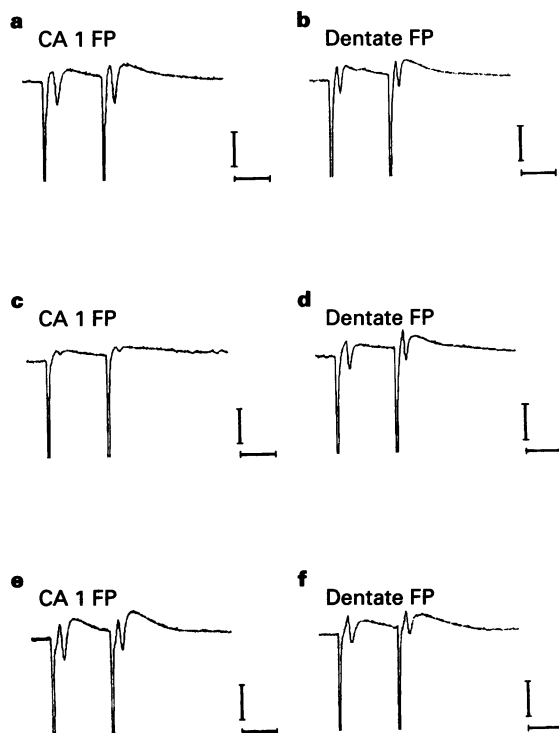 a
CA 1 FP
b
Dentate FP
c
CA 1 FP
d
Dentate FP
e
CA 1 FP
f
Dentate FP